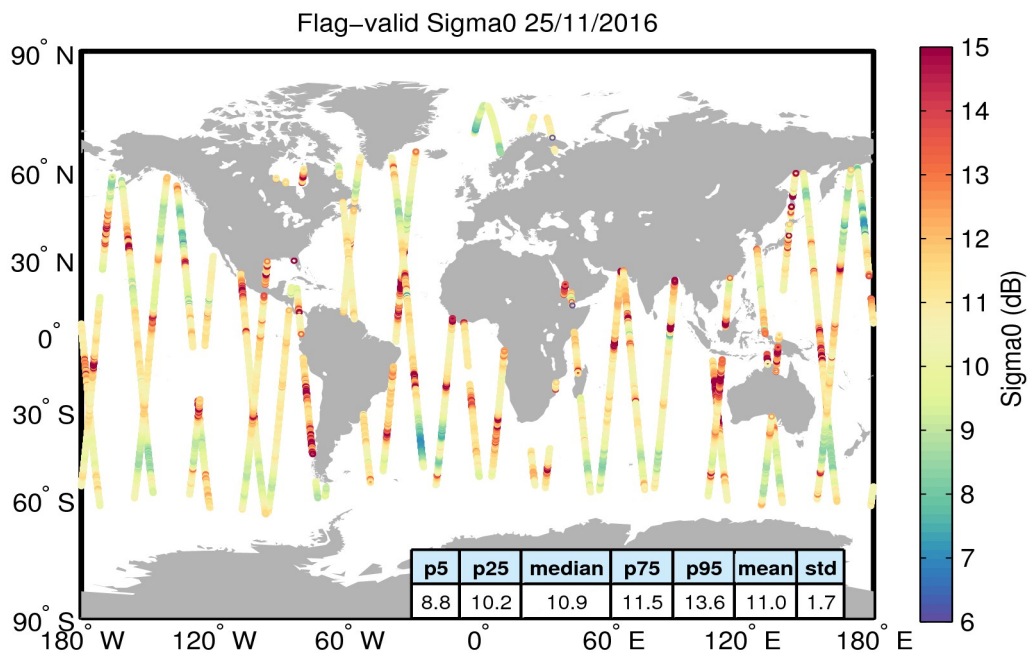 Flag−valid Sigma0 25/11/2016
90° N
60° N
30° N
0°
30° S
60° S
90° S
180° W
120° W
60° W
0°
60° E
120° E
180° E
p5 p25 median p75 p95 mean std
8.8 10.2 10.9 11.5 13.6 11.0 1.7
15
14
13
12
11
10
9
8
7
6
Sigma0 (dB)